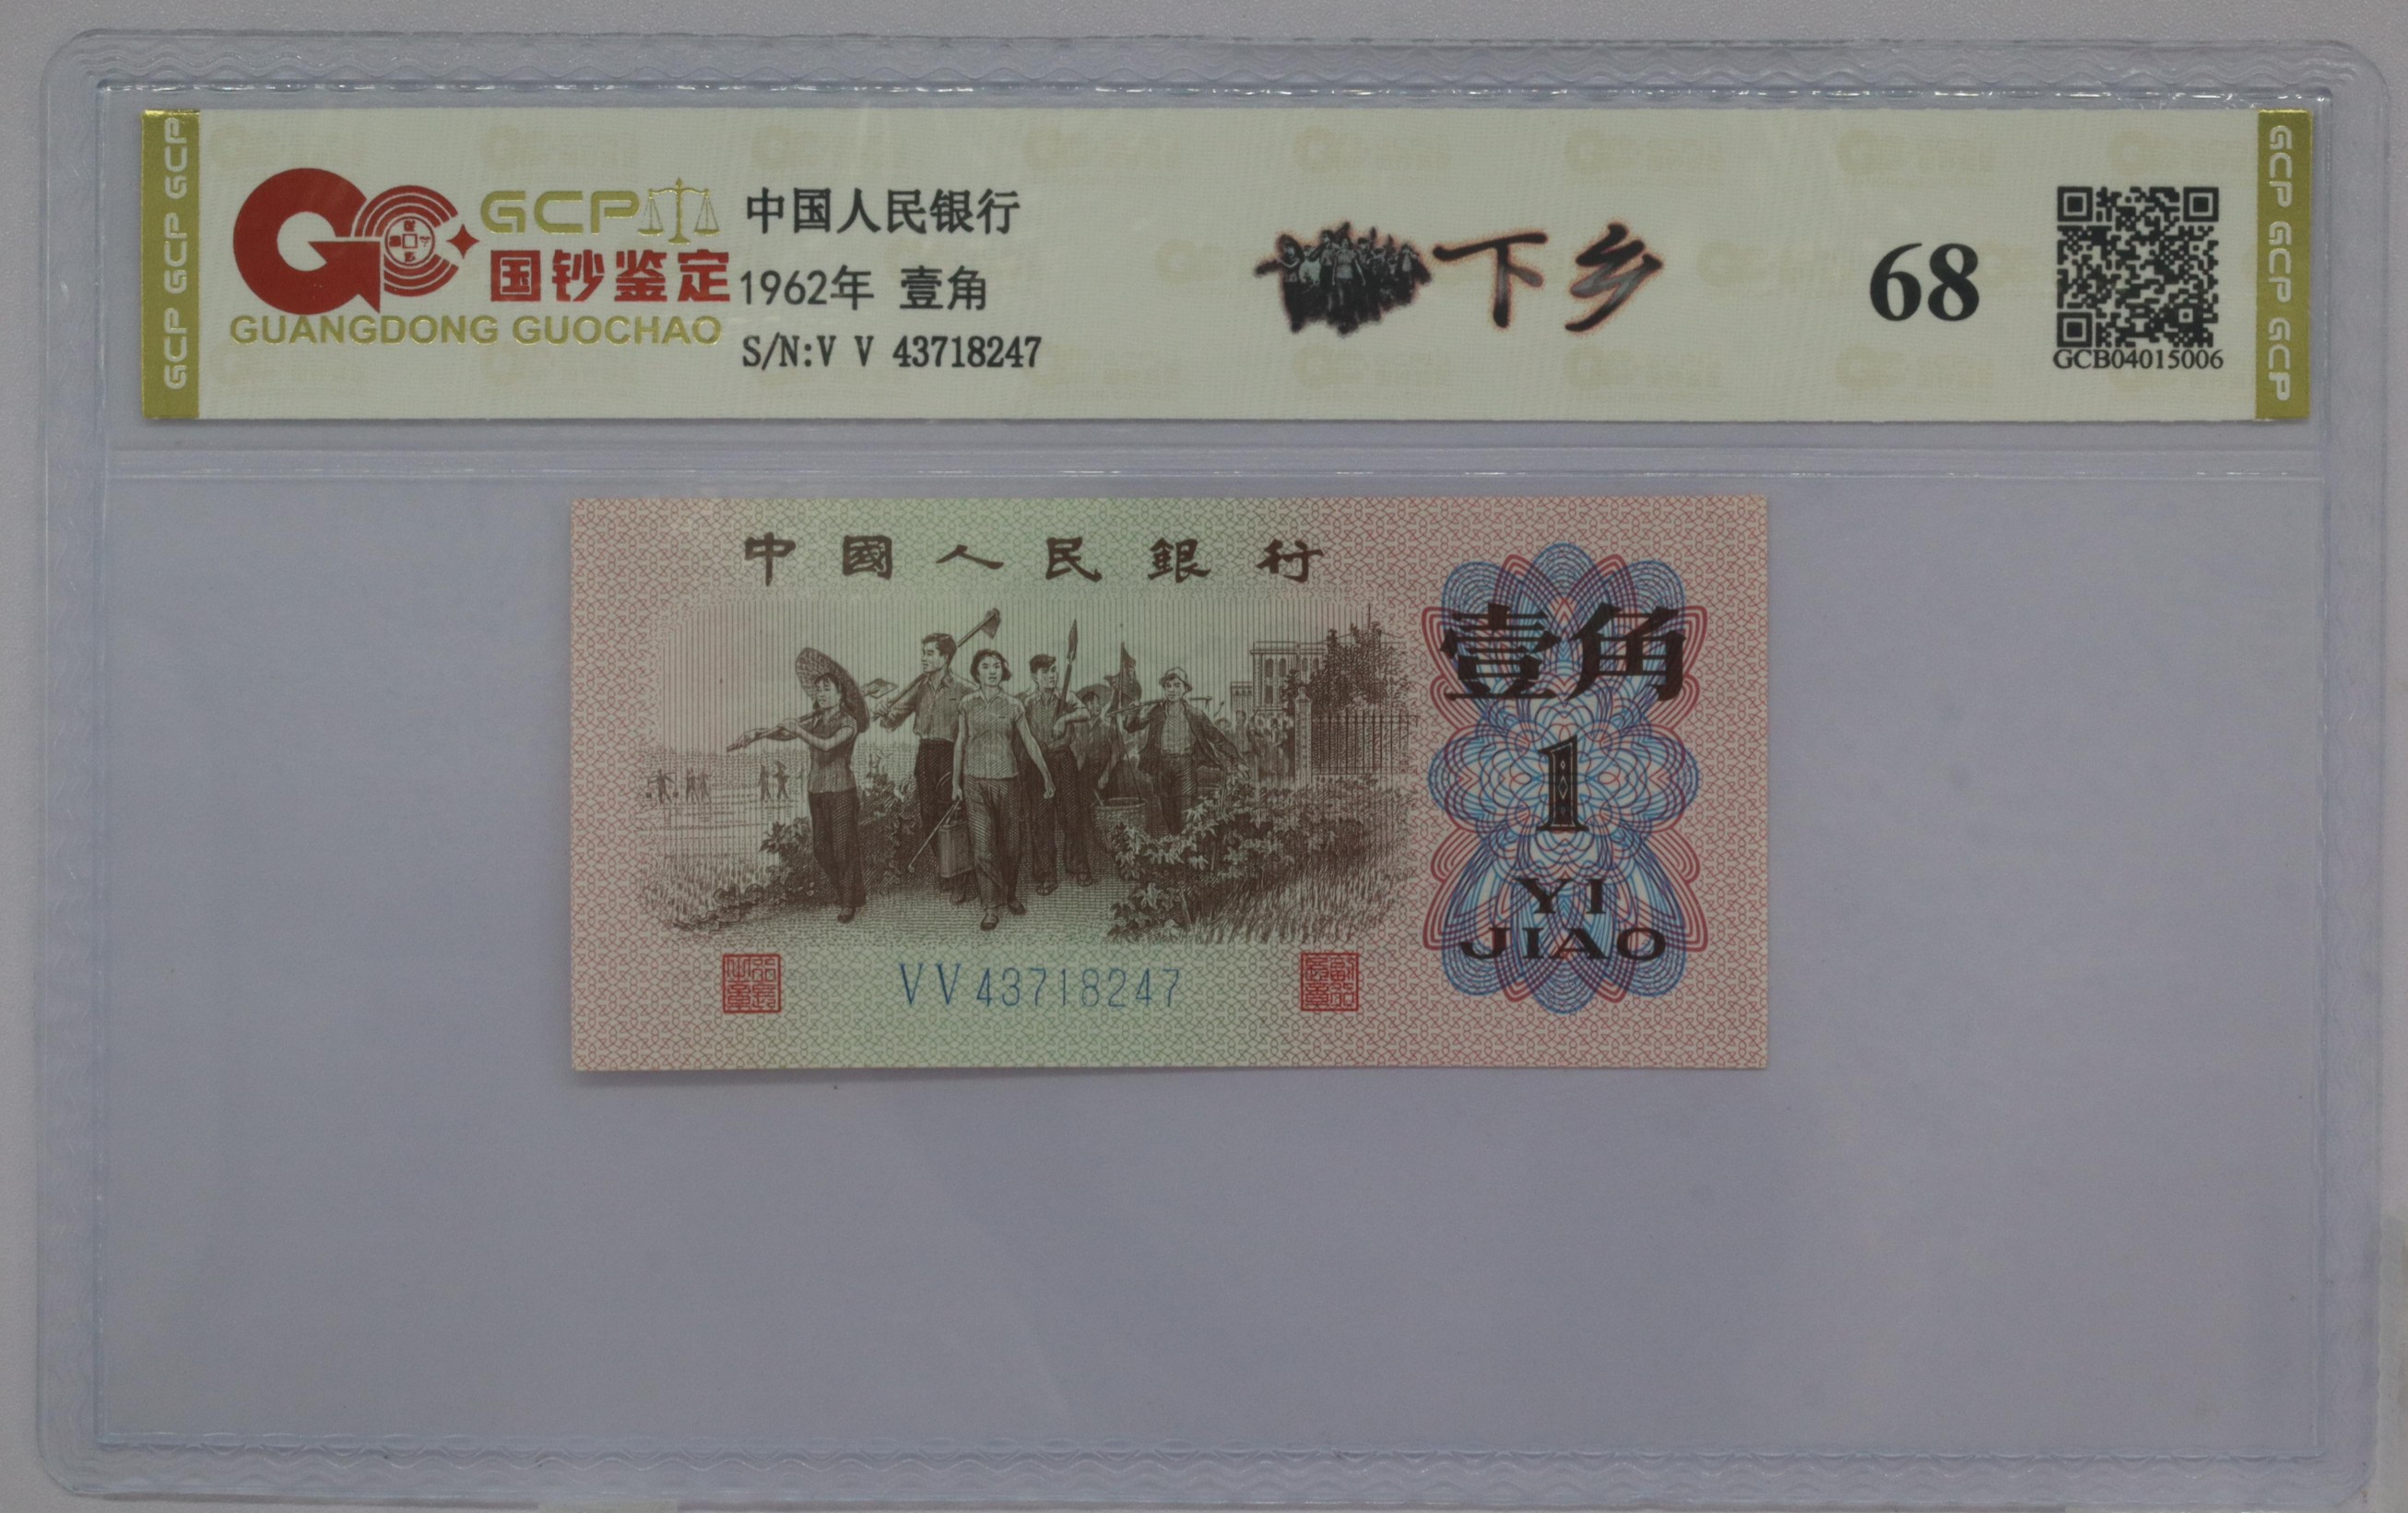 GCP GCP GCP
GCP
国钞鉴定
GUANGDONG GUOCHAO
中国人民银行
1962年 壹角
S/N:V V 43718247
下乡
68
GCB04015006
GCP GCP GCP
中國人民銀行
壹角
1
YI
JIAO
VV43718247